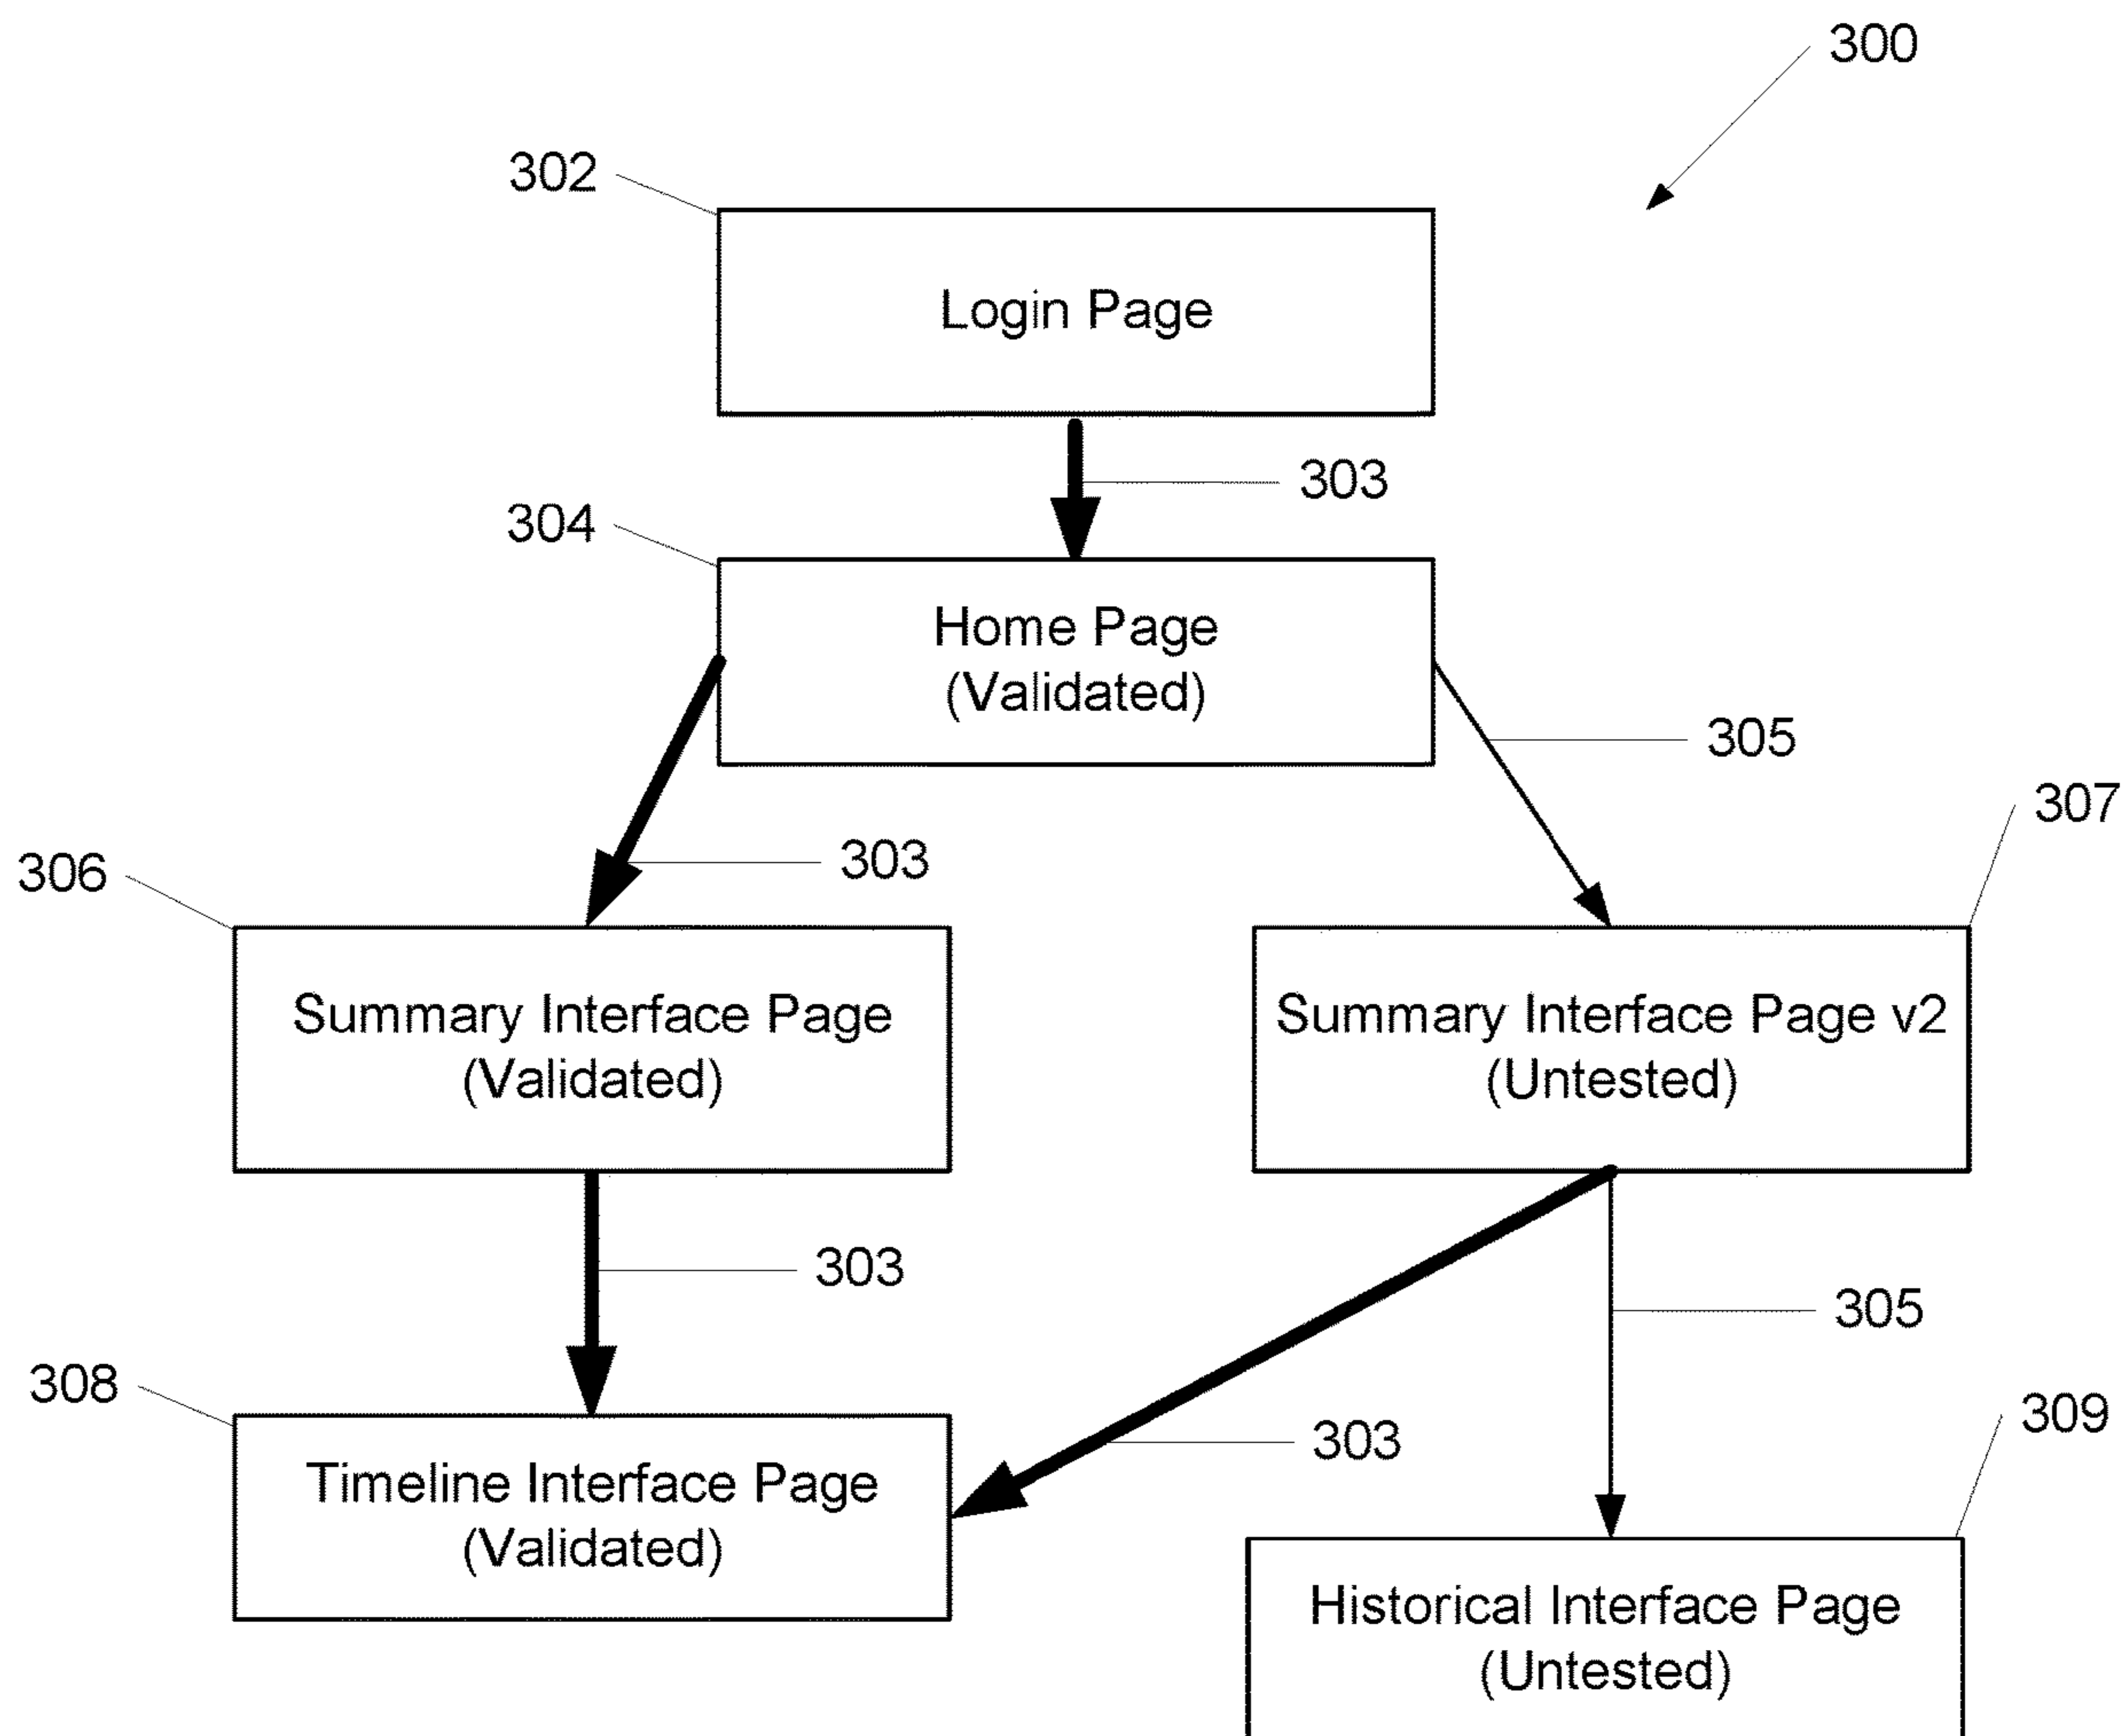 300
302
Login Page
303
304
Home Page
(Validated)
305
307
303
306
Summary Interface Page
(Validated)
Summary Interface Page v2
(Untested)
303
305
308
309
303
Timeline Interface Page
(Validated)
Historical Interface Page
(Untested)